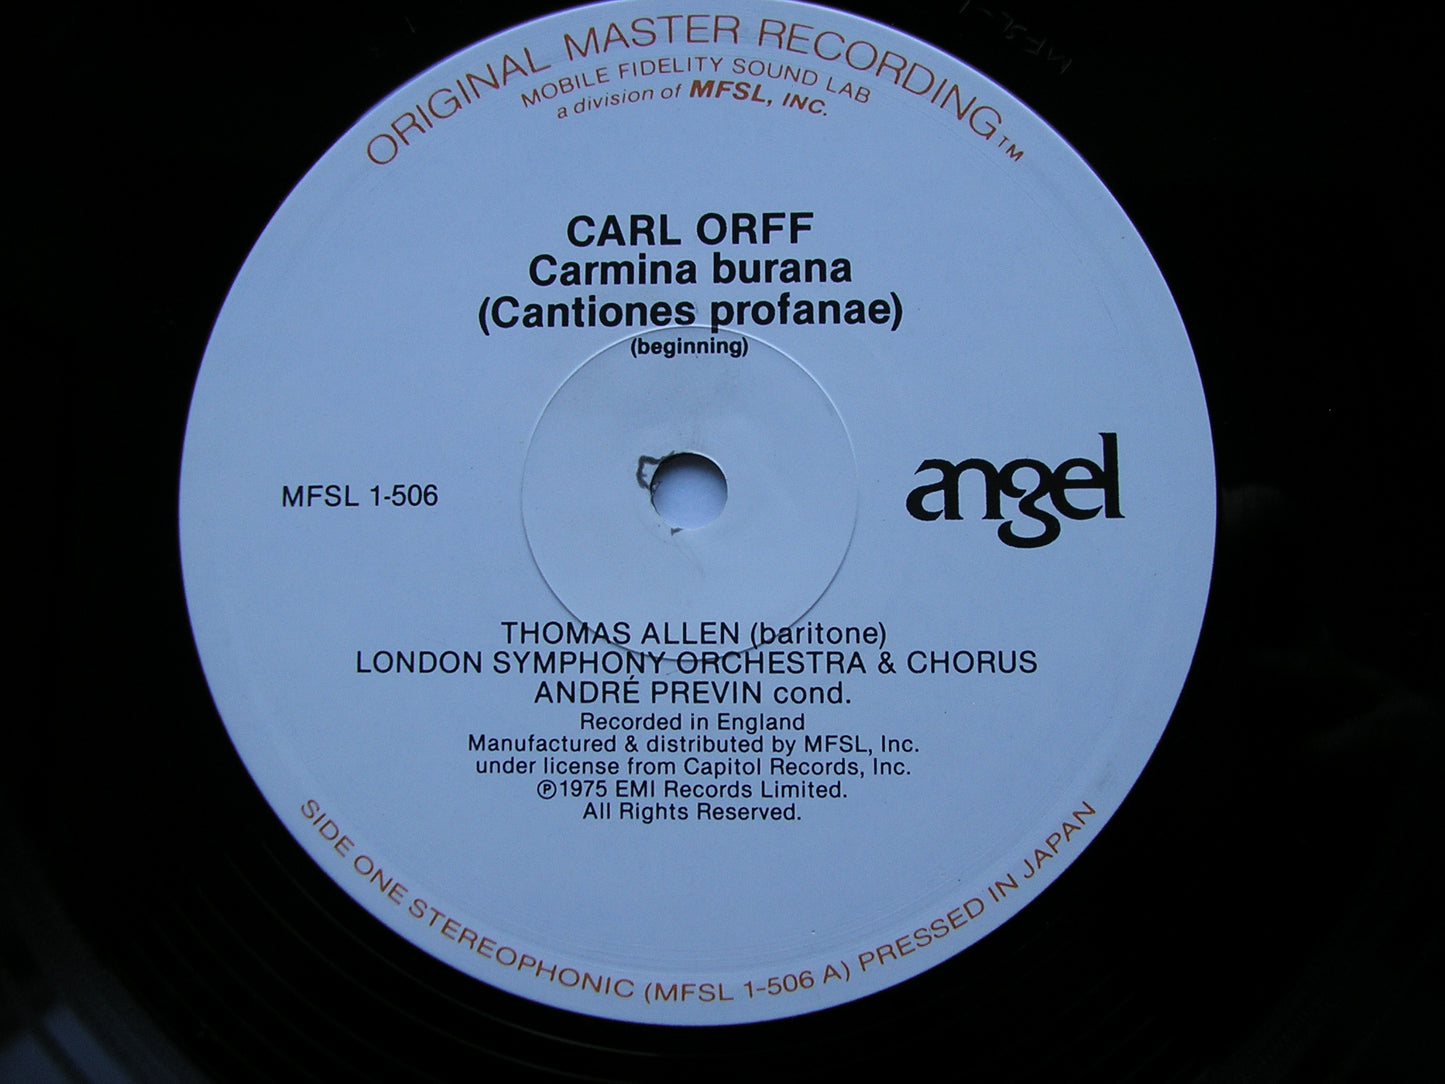 ORIGINAL MASTER RECORDING™
MOBILE FIDELITY SOUND LAB
a division of MFSL, INC.
CARL ORFF
Carmina burana
(Cantiones profanae)
(beginning)
MFSL 1-506
angel
THOMAS ALLEN (baritone)
LONDON SYMPHONY ORCHESTRA & CHORUS
ANDRÉ PREVIN cond.
Recorded in England
Manufactured & distributed by MFSL, Inc.
under license from Capitol Records, Inc.
℗1975 EMI Records Limited.
All Rights Reserved.
SIDE ONE STEREOPHONIC (MFSL 1-506 A) PRESSED IN JAPAN